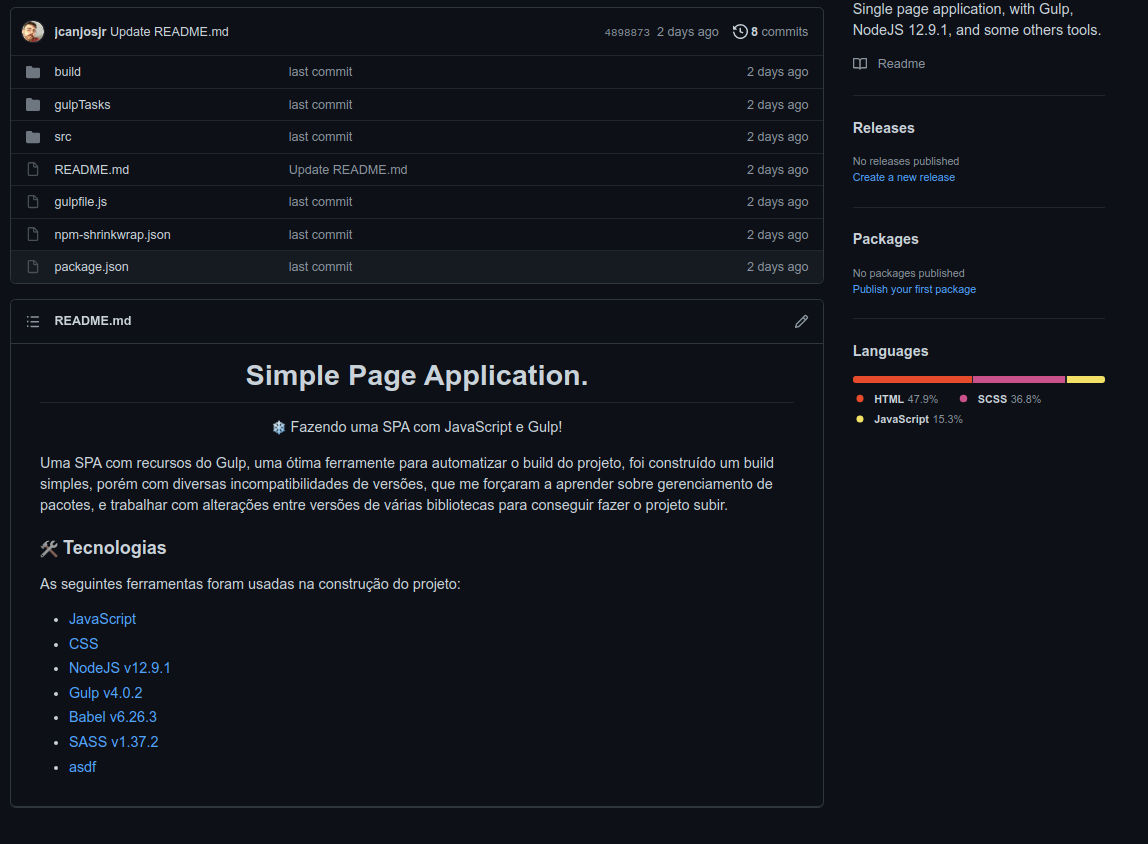 jcanjosjr Update README.md 4898873 2 days ago 8 commits
build last commit 2 days ago
gulpTasks last commit 2 days ago
src last commit 2 days ago
README.md Update README.md 2 days ago
gulpfile.js last commit 2 days ago
npm-shrinkwrap.json last commit 2 days ago
package.json last commit 2 days ago
README.md
Simple Page Application.
❄️ Fazendo uma SPA com JavaScript e Gulp!
Uma SPA com recursos do Gulp, uma ótima ferramente para automatizar o build do projeto, foi construído um build
simples, porém com diversas incompatibilidades de versões, que me forçaram a aprender sobre gerenciamento de
pacotes, e trabalhar com alterações entre versões de várias bibliotecas para conseguir fazer o projeto subir.
🛠 Tecnologias
As seguintes ferramentas foram usadas na construção do projeto:
JavaScript
CSS
NodeJS v12.9.1
Gulp v4.0.2
Babel v6.26.3
SASS v1.37.2
asdf
Single page application, with Gulp,
NodeJS 12.9.1, and some others tools.
Readme
Releases
No releases published
Create a new release
Packages
No packages published
Publish your first package
Languages
HTML 47.9% SCSS 36.8%
JavaScript 15.3%